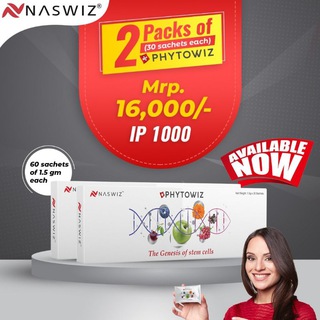 NASWIZ®
2 Packs of
(30 sachets each)
PHYTOWIZ
Mrp.
16,000/-
IP 1000
AVAILABLE
NOW
60 sachets
of 1.5 gm
each
NASWIZ®
PHYTOWIZ
The Genesis of stem cells